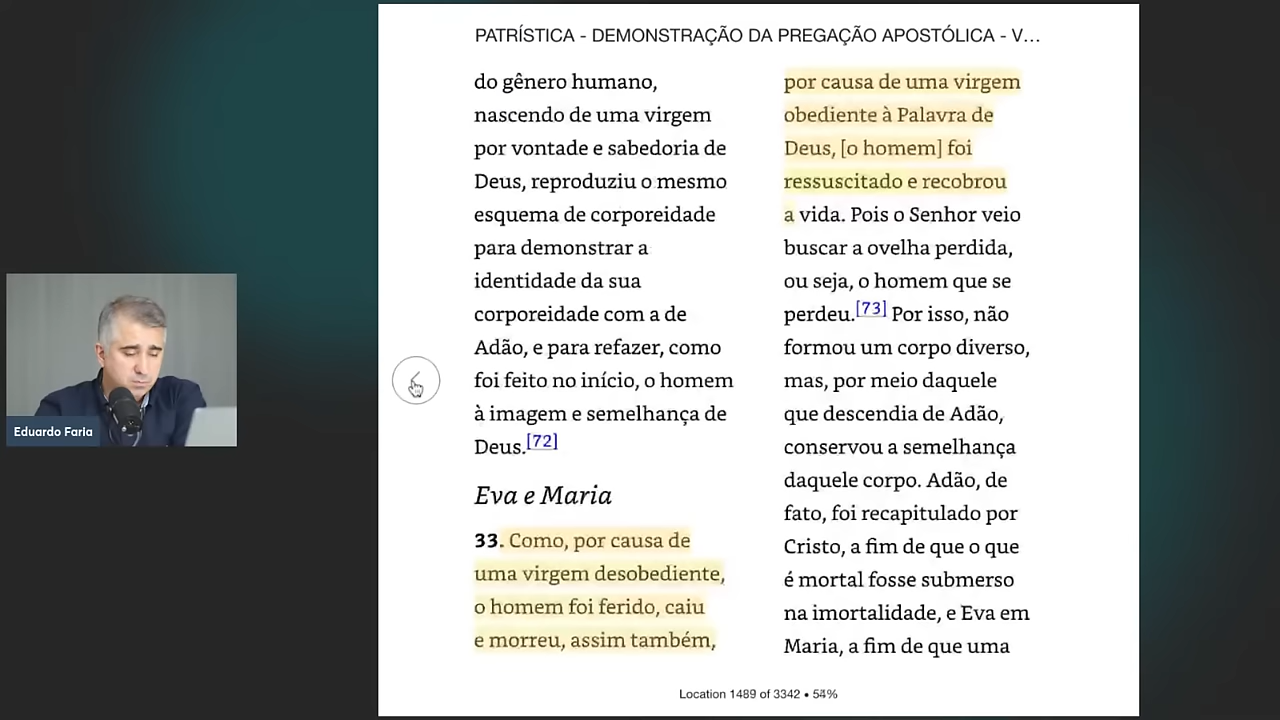 PATRÍSTICA - DEMONSTRAÇÃO DA PREGAÇÃO APOSTÓLICA - V…
do gênero humano,
nascendo de uma virgem
por vontade e sabedoria de
Deus, reproduziu o mesmo
esquema de corporeidade
para demonstrar a
identidade da sua
corporeidade com a de
Adão, e para refazer, como
foi feito no início, o homem
à imagem e semelhança de
Deus.[72]
Eva e Maria
33. Como, por causa de
uma virgem desobediente,
o homem foi ferido, caiu
e morreu, assim também,
por causa de uma virgem
obediente à Palavra de
Deus, [o homem] foi
ressuscitado e recobrou
a vida. Pois o Senhor veio
buscar a ovelha perdida,
ou seja, o homem que se
perdeu.[73] Por isso, não
formou um corpo diverso,
mas, por meio daquele
que descendia de Adão,
conservou a semelhança
daquele corpo. Adão, de
fato, foi recapitulado por
Cristo, a fim de que o que
é mortal fosse submerso
na imortalidade, e Eva em
Maria, a fim de que uma
Location 1489 of 3342 • 54%
Eduardo Faria